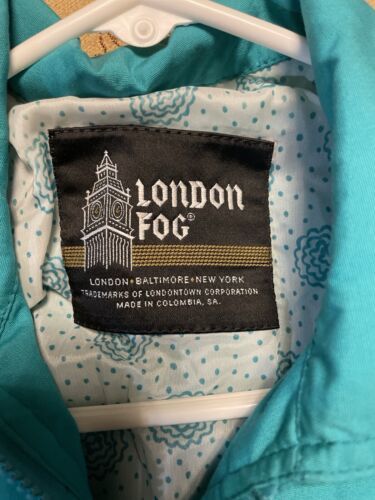 LONDON
FOG®
LONDON • BALTIMORE • NEW YORK
TRADEMARKS OF LONDONTOWN CORPORATION
MADE IN COLOMBIA, SA.